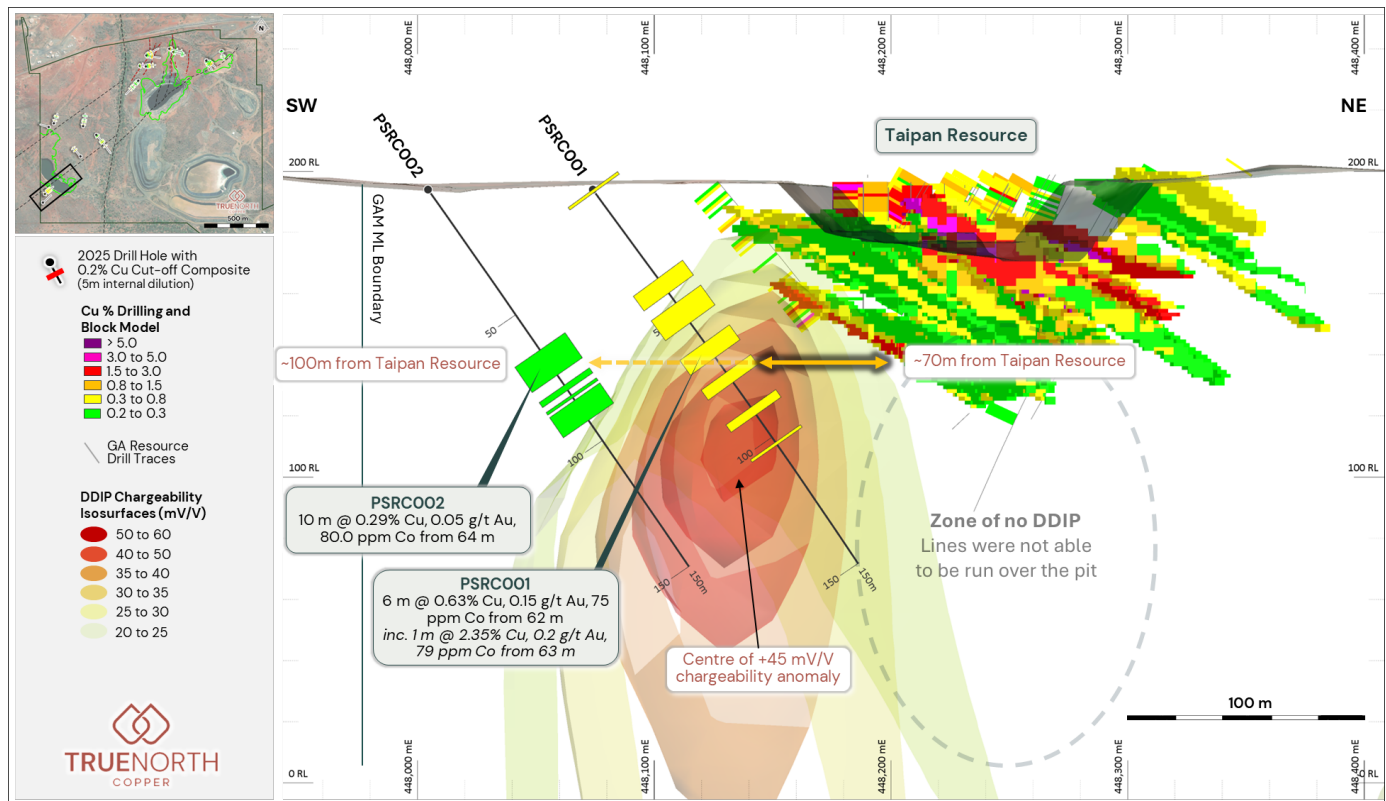 N
TRUENORTH
COPPER
500 m
2025 Drill Hole with
0.2% Cu Cut-off Composite
(5m internal dilution)
Cu % Drilling and
Block Model
> 5.0
3.0 to 5.0
1.5 to 3.0
0.8 to 1.5
0.3 to 0.8
0.2 to 0.3
GA Resource
Drill Traces
DDIP Chargeability
Isosurfaces (mV/V)
50 to 60
40 to 50
35 to 40
30 to 35
25 to 30
20 to 25
TRUENORTH
COPPER
448,000 mE
448,100 mE
448,200 mE
448,300 mE
448,400 mE
SW
NE
PSRC002
PSRC001
Taipan Resource
200 RL
200 RL
GAM ML Boundary
50
5
~100m from Taipan Resource
~70m from Taipan Resource
100
100
100 RL
100 RL
PSRC002
10 m @ 0.29% Cu, 0.05 g/t Au,
80.0 ppm Co from 64 m
Zone of no DDIP
Lines were not able
to be run over the pit
150
150m
150
150m
PSRC001
6 m @ 0.63% Cu, 0.15 g/t Au, 75
ppm Co from 62 m
inc. 1 m @ 2.35% Cu, 0.2 g/t Au,
79 ppm Co from 63 m
Centre of +45 mV/V
chargeability anomaly
100 m
448,000 mE
448,100 mE
448,200 mE
448,300 mE
448,400 mE
0 RL
0 RL